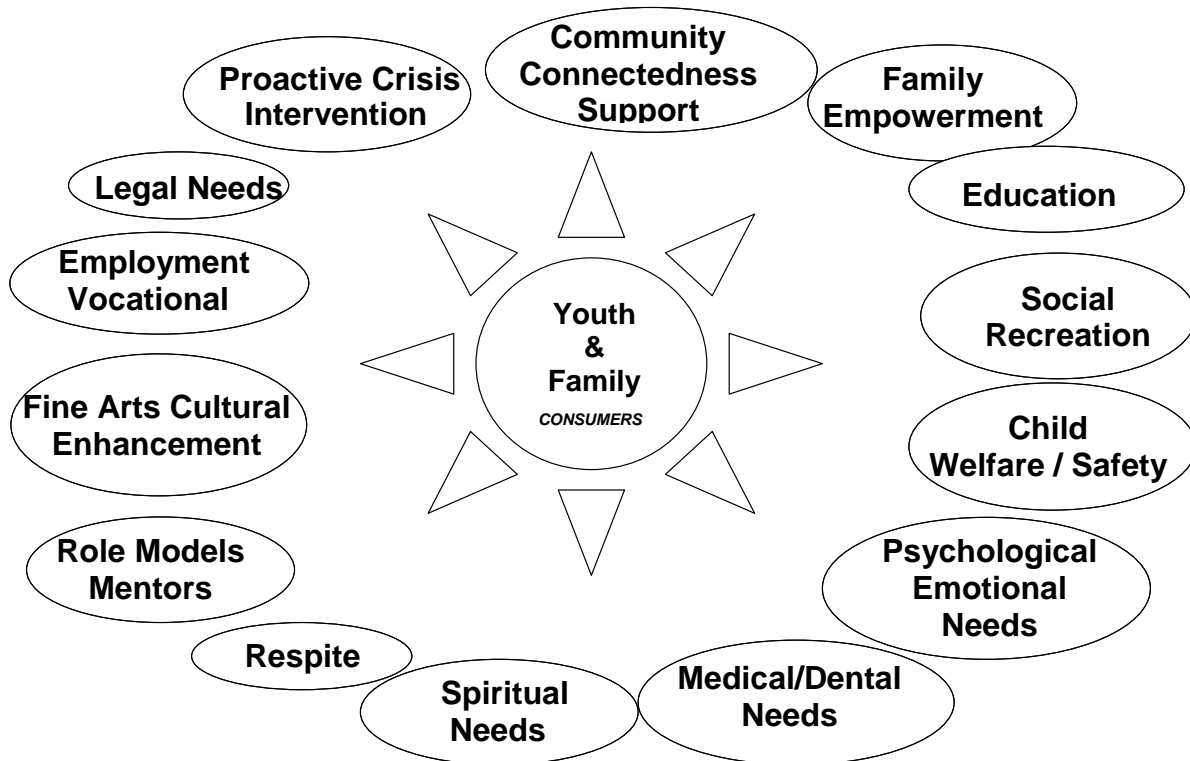 Community
Connectedness
Support
Family
Empowerment
Education
Social
Recreation
Child
Welfare / Safety
Psychological
Emotional
Needs
Medical/Dental
Needs
Spiritual
Needs
Respite
Role Models
Mentors
Fine Arts Cultural
Enhancement
Employment
Vocational
Legal Needs
Proactive Crisis
Intervention
Youth
&
Family
CONSUMERS